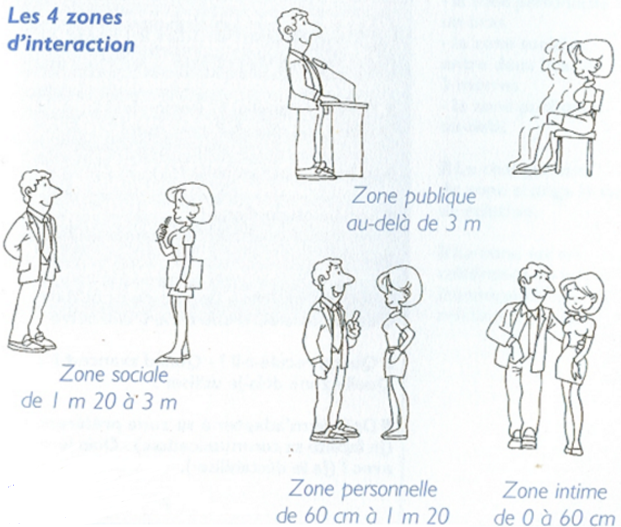 Les 4 zones
d'interaction
Zone publique
au-delà de 3 m
Zone sociale
de 1 m 20 à 3 m
Zone personnelle
de 60 cm à 1 m 20
Zone intime
de 0 à 60 cm